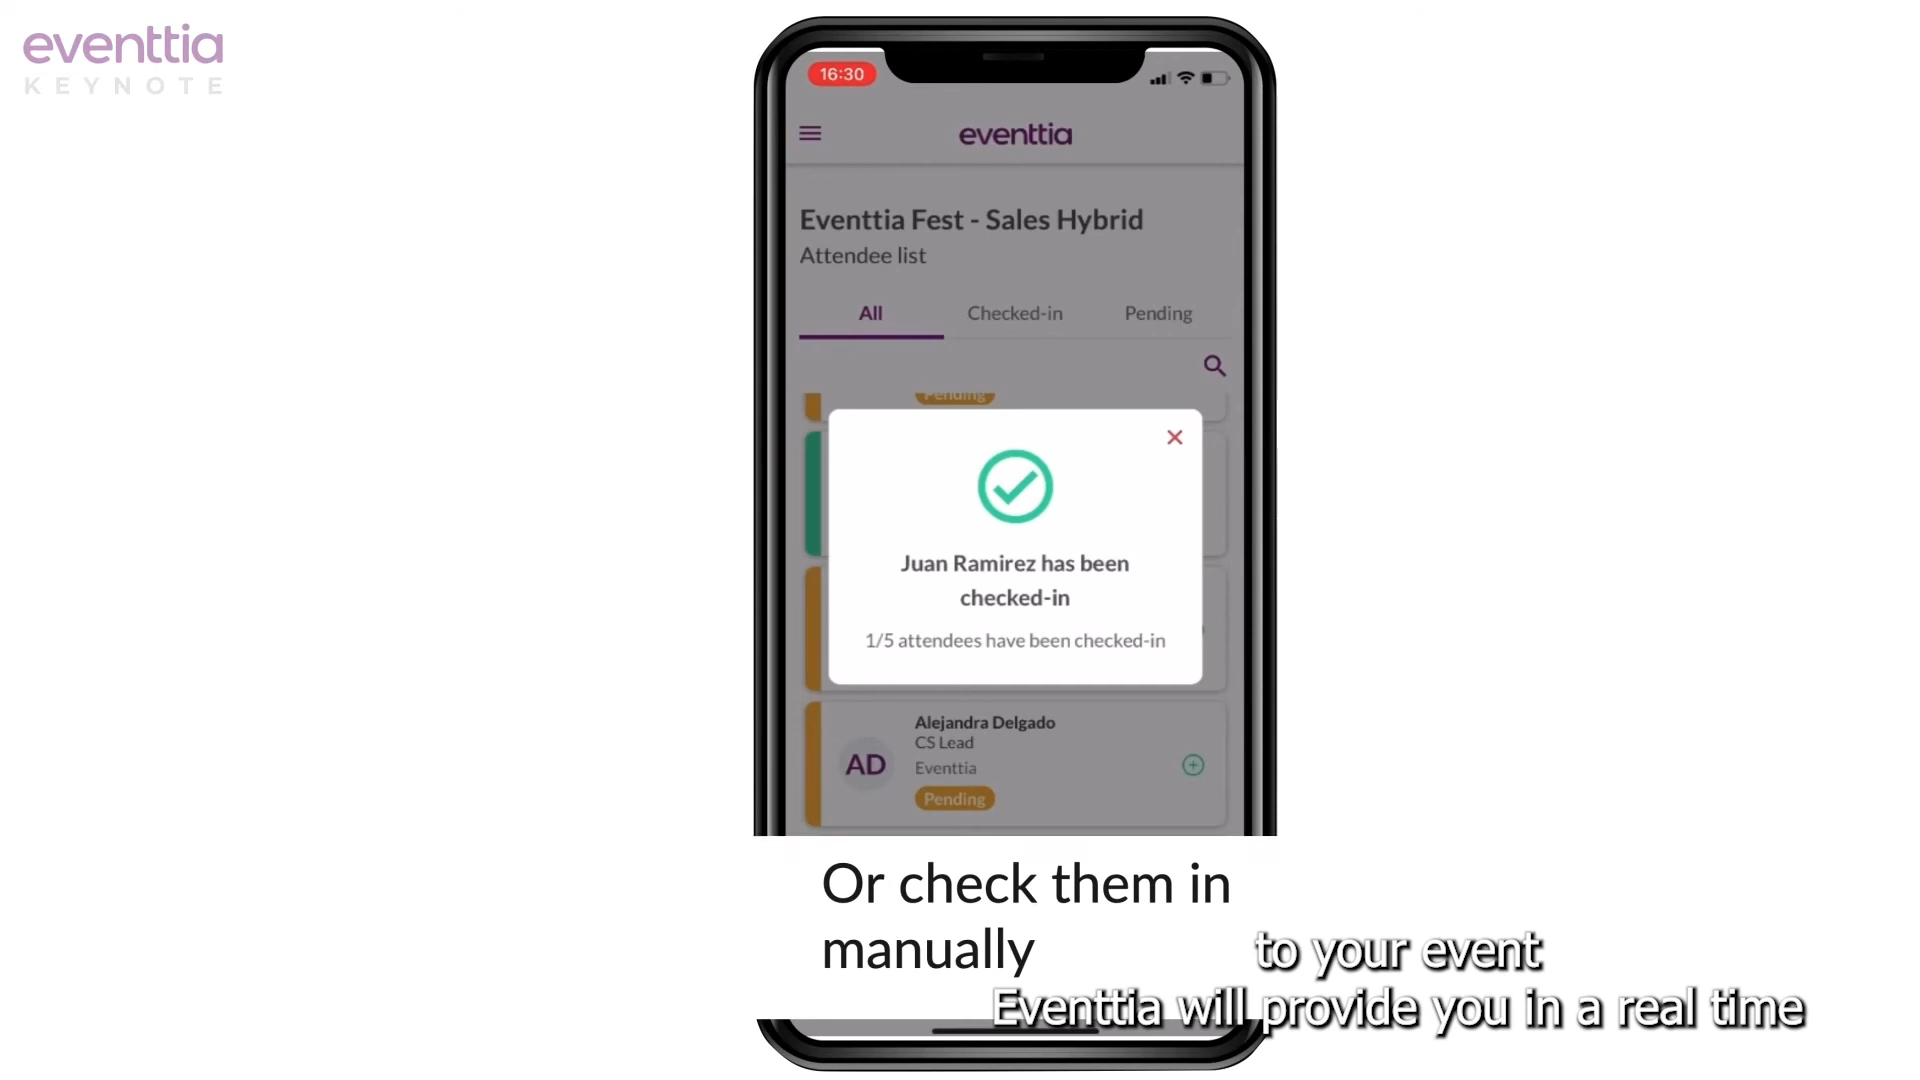 eventtia
KEYNOTE
16:30
eventtia
Eventtia Fest - Sales Hybrid
Attendee list
All
Checked-in
Pending
Pending
Juan Ramirez has been
checked-in
1/5 attendees have been checked-in
Alejandra Delgado
CS Lead
AD
Eventtia
Pending
Or check them in
manually
to your event
Eventtia will provide you in a real time